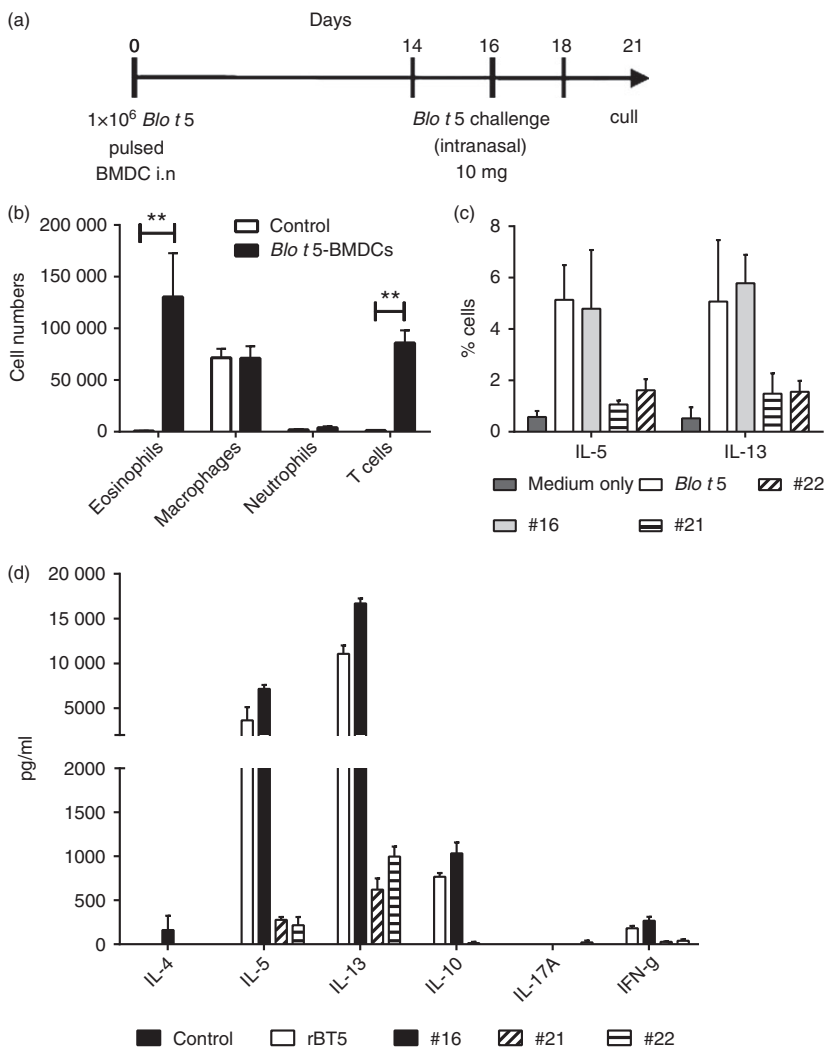 (a)
Days
0 14 16 18 21
1×10⁶ Blo t 5 pulsed BMDC i.n
Blo t 5 challenge (intranasal) 10 mg
cull
(b)
Cell numbers
200 000
150 000
100 000
50 000
0
**
**
Control
Blo t 5-BMDCs
Eosinophils
Macrophages
Neutrophils
T cells
(c)
% cells
8
6
4
2
0
IL-5 IL-13
Medium only Blo t 5 #22
#16 #21
(d)
pg/ml
20 000
15 000
10 000
5000
2000
1500
1000
500
0
IL-4
IL-5
IL-13
IL-10
IL-17A
IFN-g
Control rBT5 #16 #21 #22